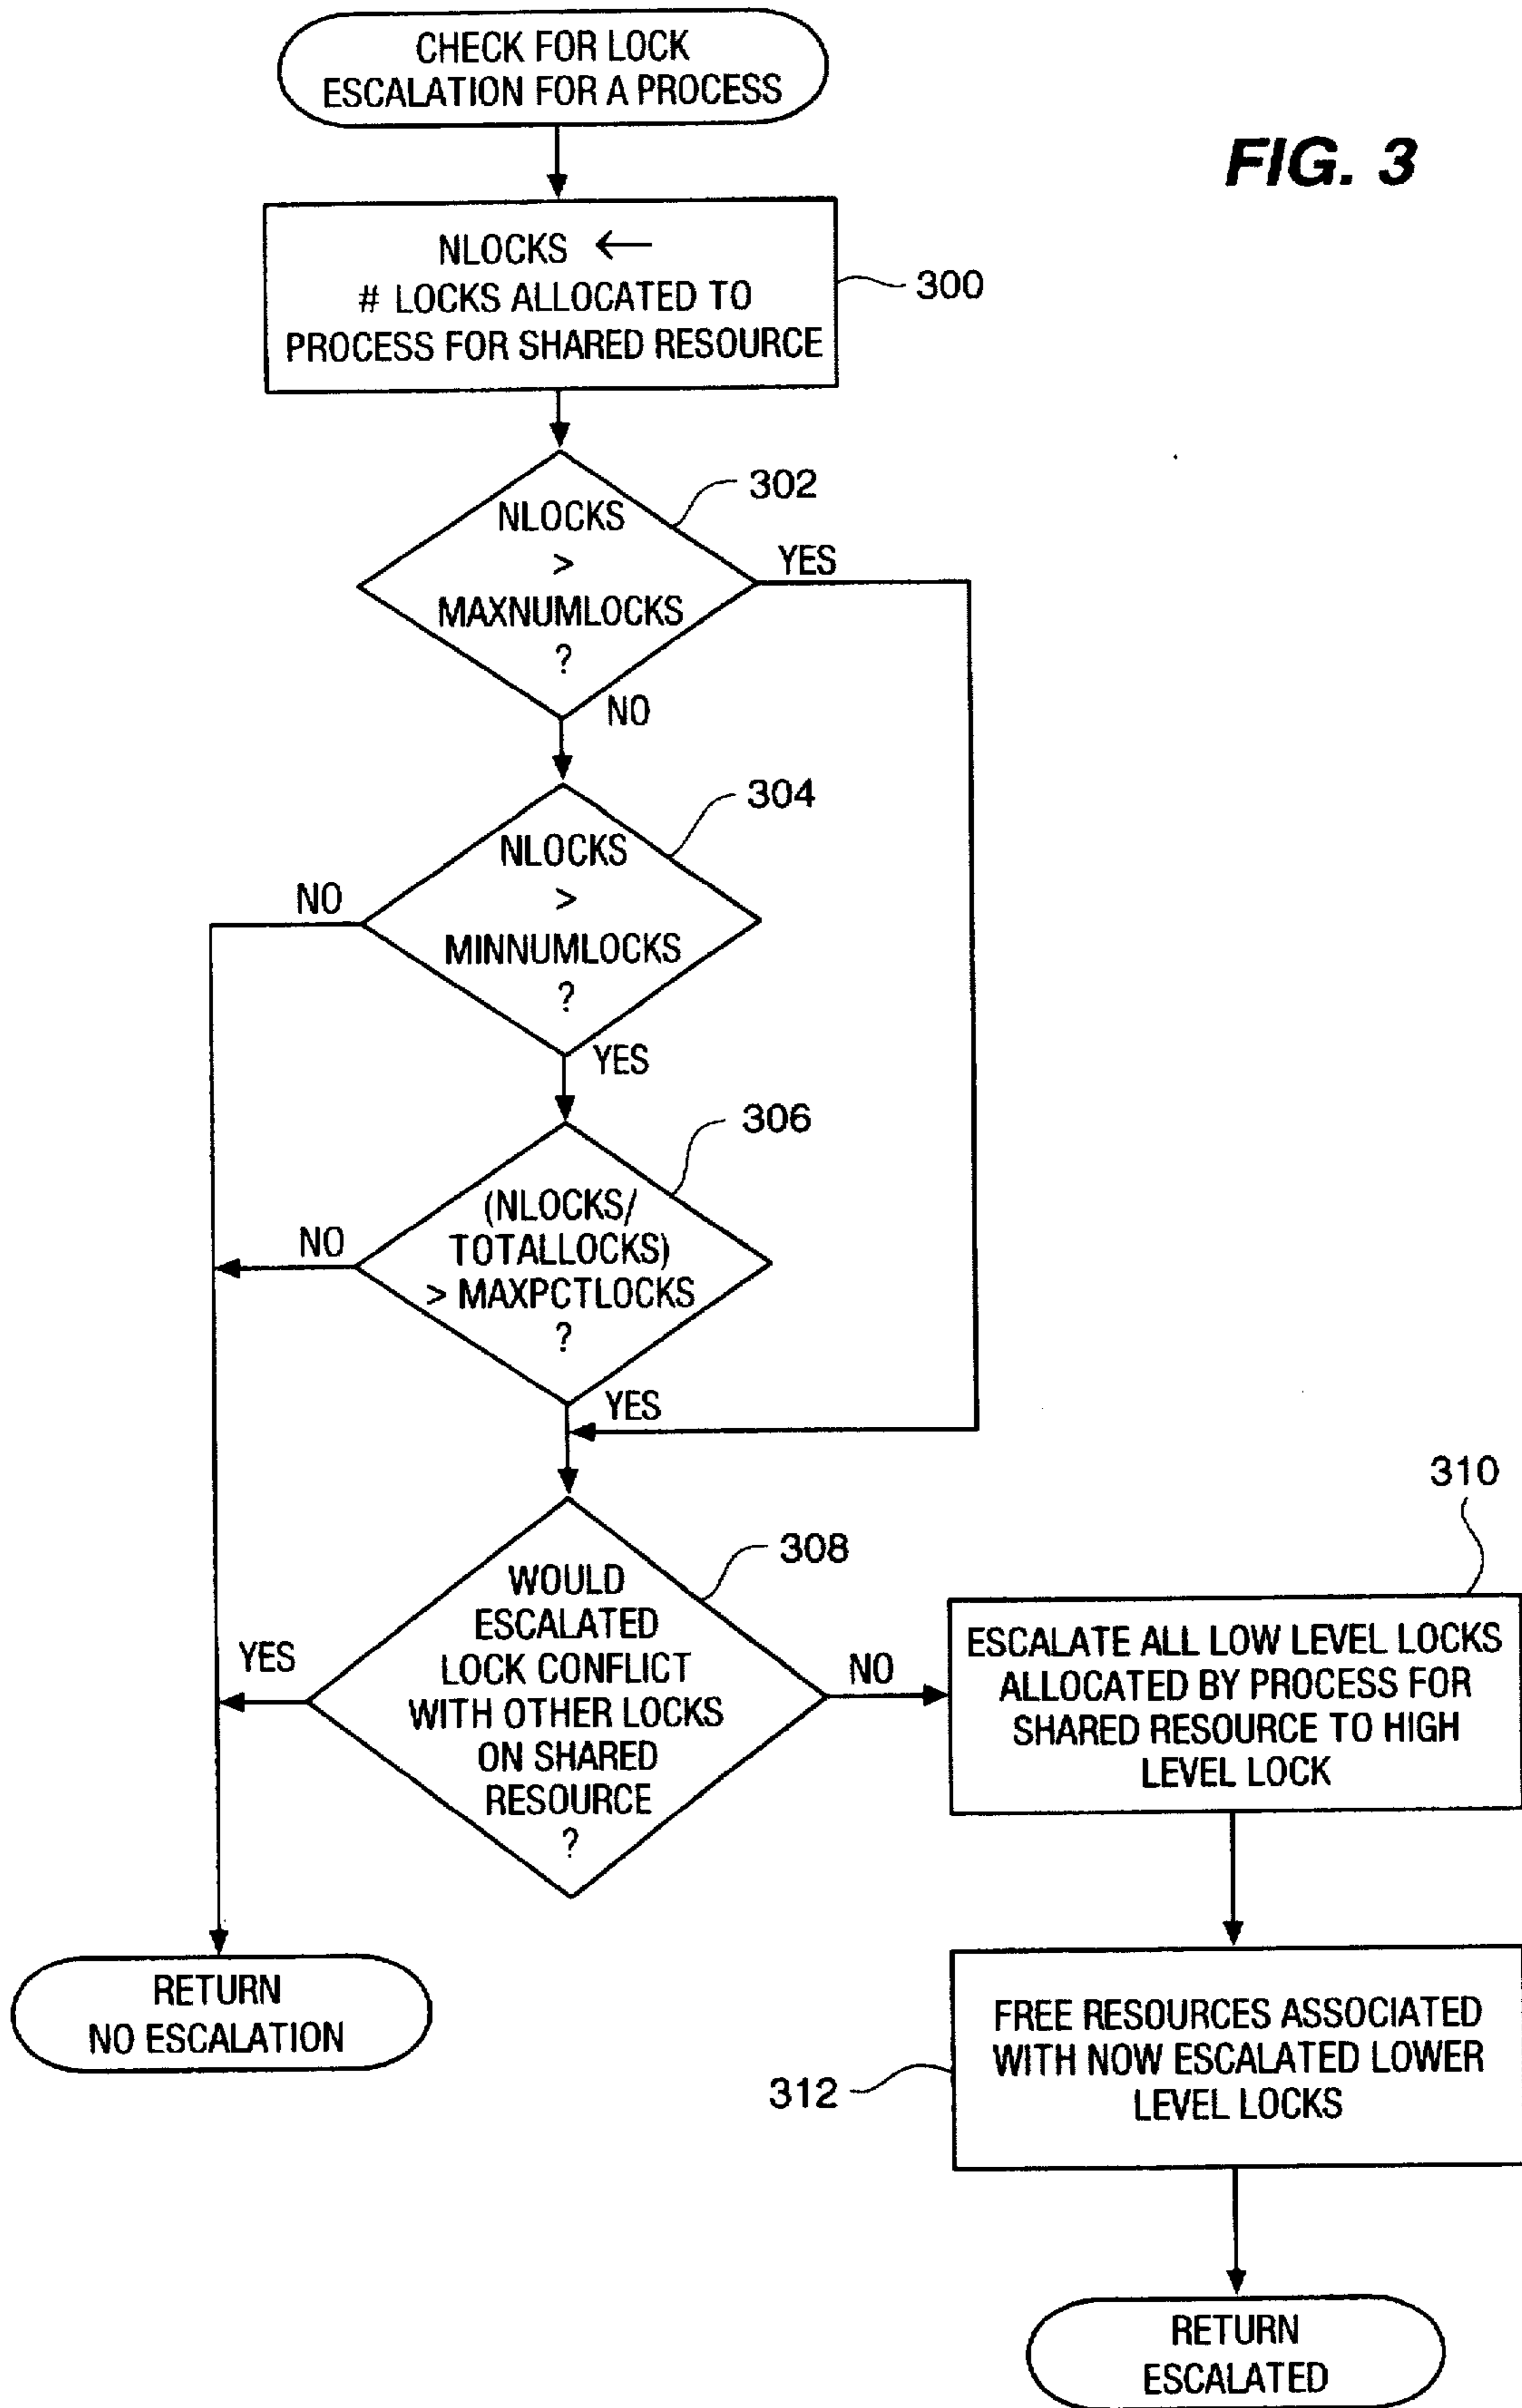 CHECK FOR LOCK
ESCALATION FOR A PROCESS
FIG. 3
NLOCKS ←
# LOCKS ALLOCATED TO
PROCESS FOR SHARED RESOURCE
300
302
NLOCKS
>
MAXNUMLOCKS
?
YES
NO
304
NLOCKS
>
MINNUMLOCKS
?
NO
YES
306
(NLOCKS/
TOTALLOCKS)
> MAXPCTLOCKS
?
NO
YES
308
WOULD
ESCALATED
LOCK CONFLICT
WITH OTHER LOCKS
ON SHARED
RESOURCE
?
YES
NO
310
ESCALATE ALL LOW LEVEL LOCKS
ALLOCATED BY PROCESS FOR
SHARED RESOURCE TO HIGH
LEVEL LOCK
RETURN
NO ESCALATION
312
FREE RESOURCES ASSOCIATED
WITH NOW ESCALATED LOWER
LEVEL LOCKS
RETURN
ESCALATED